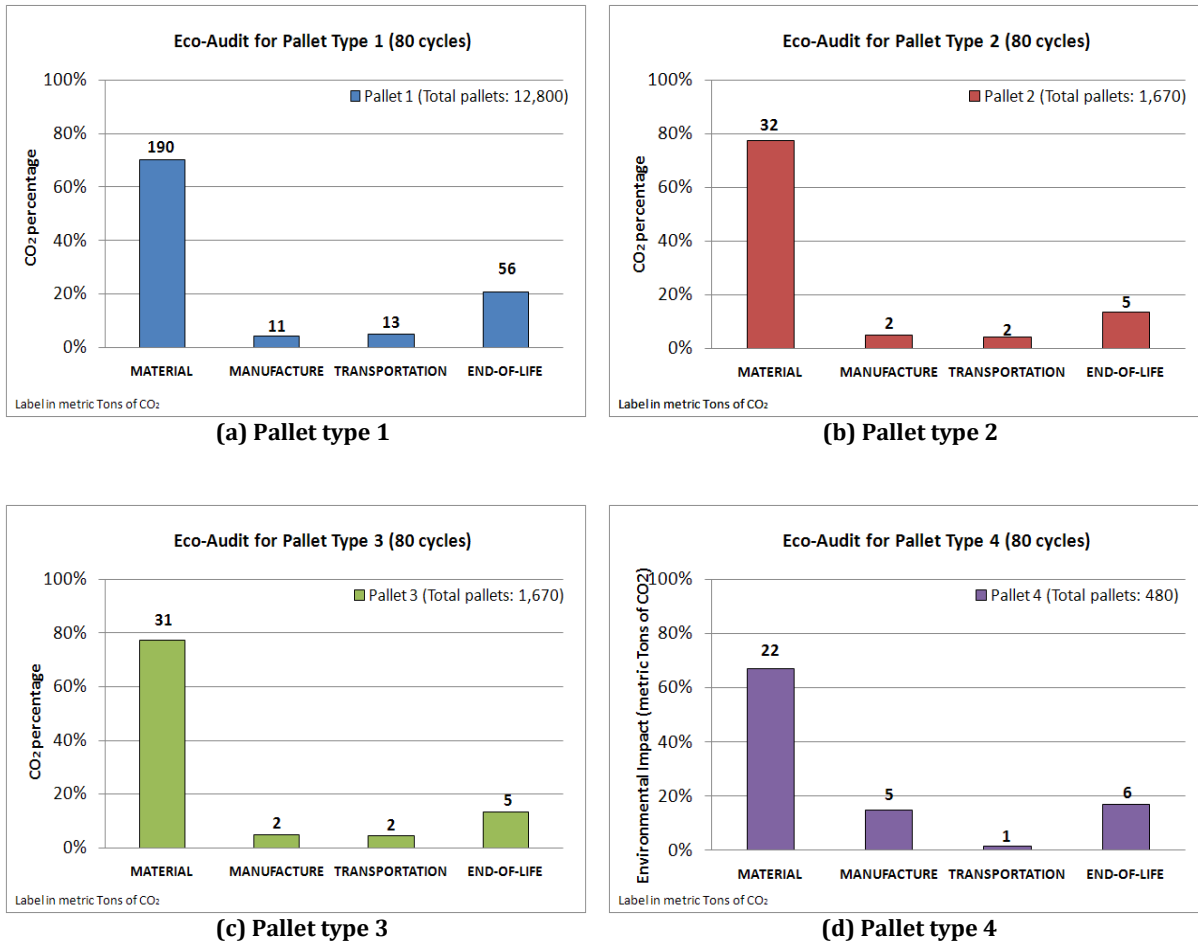 Eco-Audit for Pallet Type 1 (80 cycles)
100%
80%
60%
40%
20%
0%
CO₂ percentage
Pallet 1 (Total pallets: 12,800)
190
11
13
56
MATERIAL MANUFACTURE TRANSPORTATION END-OF-LIFE
Label in metric Tons of CO₂
(a) Pallet type 1
Eco-Audit for Pallet Type 2 (80 cycles)
100%
80%
60%
40%
20%
0%
CO₂ percentage
Pallet 2 (Total pallets: 1,670)
32
2
2
5
MATERIAL MANUFACTURE TRANSPORTATION END-OF-LIFE
Label in metric Tons of CO₂
(b) Pallet type 2
Eco-Audit for Pallet Type 3 (80 cycles)
100%
80%
60%
40%
20%
0%
CO₂ percentage
Pallet 3 (Total pallets: 1,670)
31
2
2
5
MATERIAL MANUFACTURE TRANSPORTATION END-OF-LIFE
Label in metric Tons of CO₂
(c) Pallet type 3
Eco-Audit for Pallet Type 4 (80 cycles)
100%
80%
60%
40%
20%
0%
Environmental Impact (metric Tons of CO2)
Pallet 4 (Total pallets: 480)
22
5
1
6
MATERIAL MANUFACTURE TRANSPORTATION END-OF-LIFE
Label in metric Tons of CO₂
(d) Pallet type 4